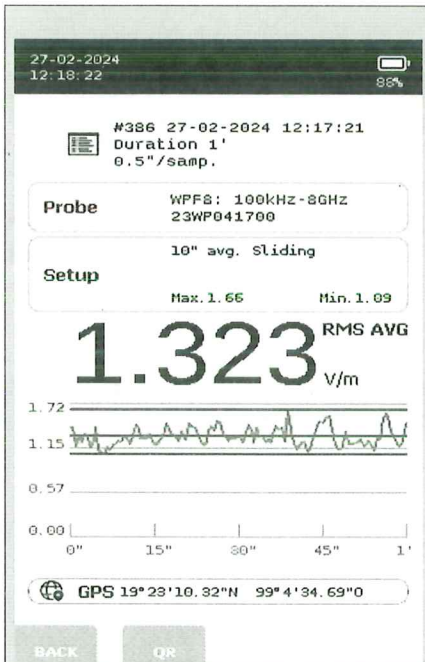 27-02-2024
12:18:22
88%
#386 27-02-2024 12:17:21
Duration 1'
0.5"/samp.
Probe
WPF8: 100kHz-8GHz
23WP041700
Setup
10" avg. Sliding
Max.1.66 Min.1.09
1.323 RMS AVG
V/m
1.72
1.15
0.57
0.00
0" 15" 30" 45" 1'
GPS 19°23'10.32"N 99°4'34.69"O
BACK QR